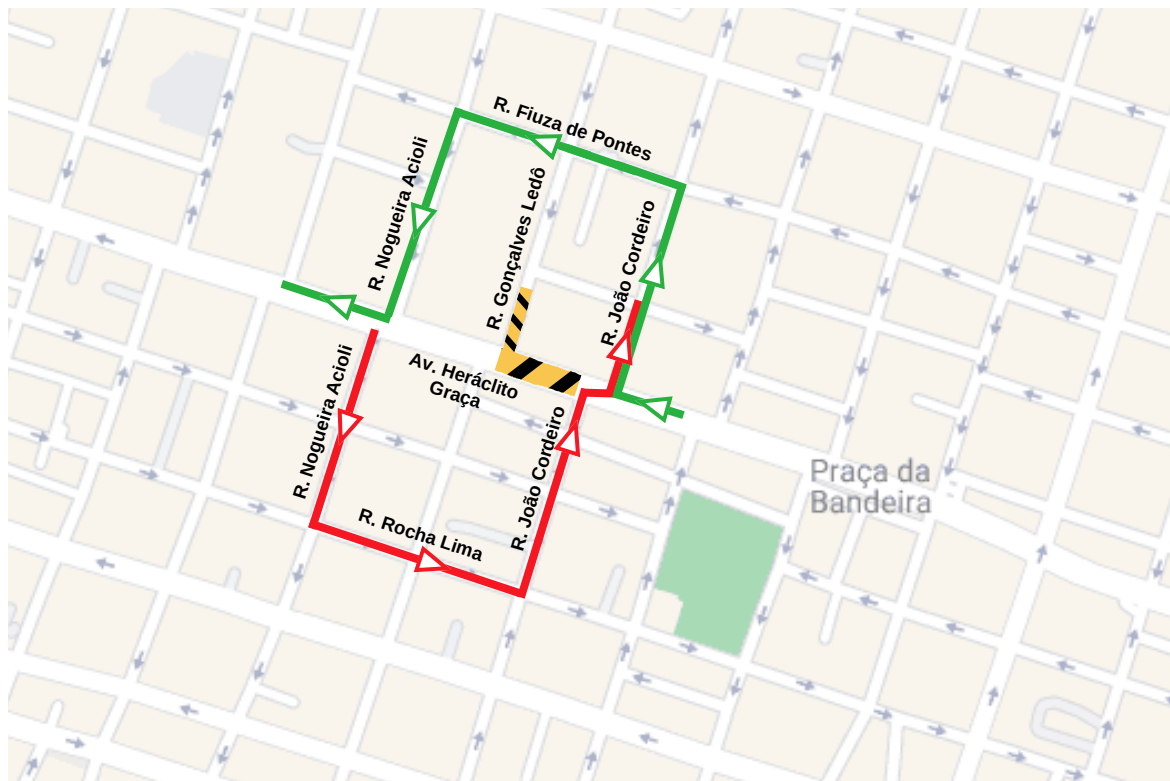 R. Fiuza de Pontes
R. Nogueira Acioli
R. Gonçalves Ledô
R. João Cordeiro
R. Nogueira Acioli
Av. Heráclito
Graça
R. João Cordeiro
R. Rocha Lima
Praça da
Bandeira